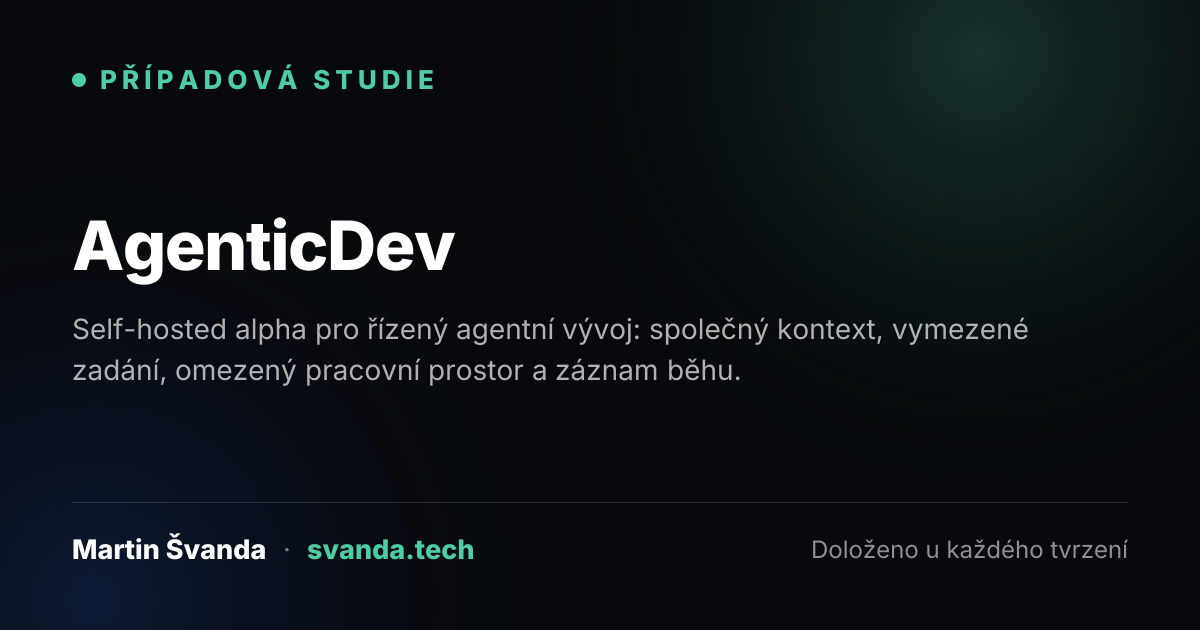 PŘÍPADOVÁ STUDIE
AgenticDev
Self-hosted alpha pro řízený agentní vývoj: společný kontext, vymezené
zadání, omezený pracovní prostor a záznam běhu.
Martin Švanda · svanda.tech
Doloženo u každého tvrzení